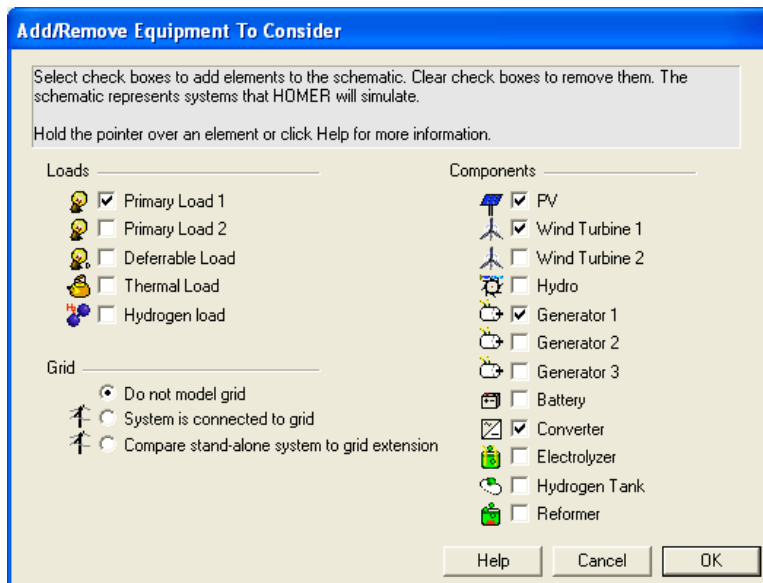 Add/Remove Equipment To Consider
Select check boxes to add elements to the schematic. Clear check boxes to remove them. The
schematic represents systems that HOMER will simulate.
Hold the pointer over an element or click Help for more information.
Loads
Primary Load 1
Primary Load 2
Deferrable Load
Thermal Load
Hydrogen load
Grid
Do not model grid
System is connected to grid
Compare stand-alone system to grid extension
Components
PV
Wind Turbine 1
Wind Turbine 2
Hydro
Generator 1
Generator 2
Generator 3
Battery
Converter
Electrolyzer
Hydrogen Tank
Reformer
Help
Cancel
OK